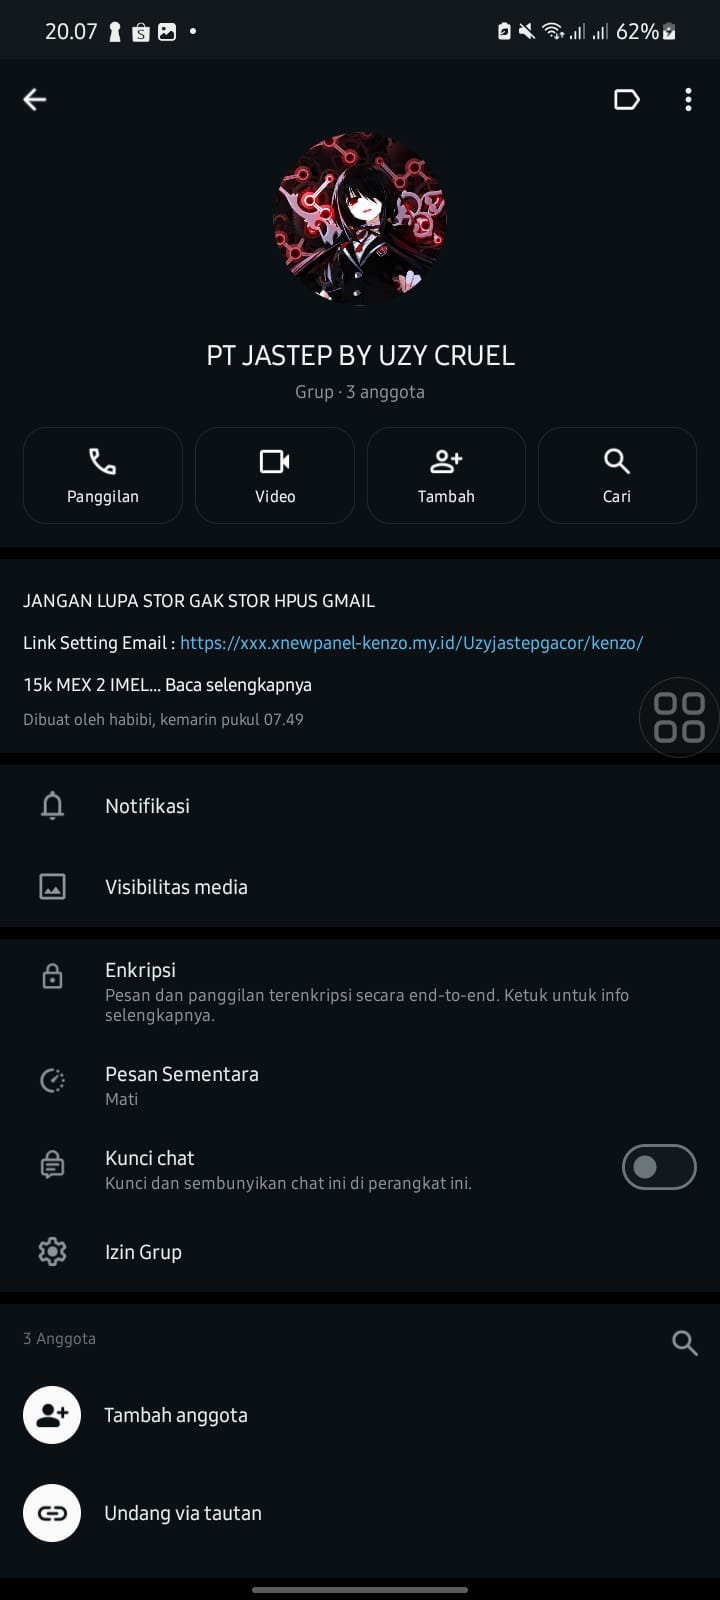 20.07
62%
PT JASTEP BY UZY CRUEL
Grup · 3 anggota
Panggilan
Video
Tambah
Cari
JANGAN LUPA STOR GAK STOR HPUS GMAIL
Link Setting Email : https://xxx.xnewpanel-kenzo.my.id/Uzyjastepgacor/kenzo/
15k MEX 2 IMEL... Baca selengkapnya
Dibuat oleh habibi, kemarin pukul 07.49
Notifikasi
Visibilitas media
Enkripsi
Pesan dan panggilan terenkripsi secara end-to-end. Ketuk untuk info
selengkapnya.
Pesan Sementara
Mati
Kunci chat
Kunci dan sembunyikan chat ini di perangkat ini.
Izin Grup
3 Anggota
Tambah anggota
Undang via tautan